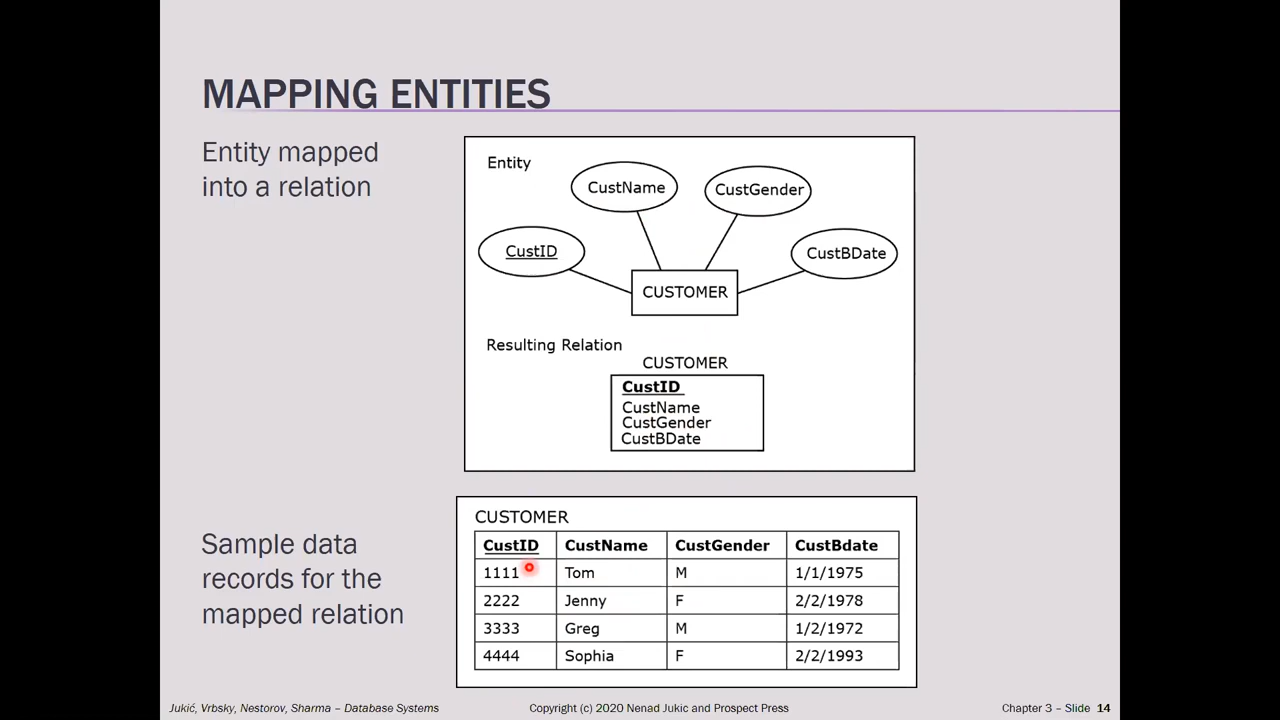 MAPPING ENTITIES
Entity mapped
into a relation
Entity
CustName
CustGender
CustID
CustBDate
CUSTOMER
Resulting Relation
CUSTOMER
CustID
CustName
CustGender
CustBDate
Sample data
records for the
mapped relation
CUSTOMER
CustID CustName CustGender CustBdate
1111 Tom M 1/1/1975
2222 Jenny F 2/2/1978
3333 Greg M 1/2/1972
4444 Sophia F 2/2/1993
Jukić, Vrbsky, Nestorov, Sharma – Database Systems Copyright (c) 2020 Nenad Jukic and Prospect Press Chapter 3 – Slide 14